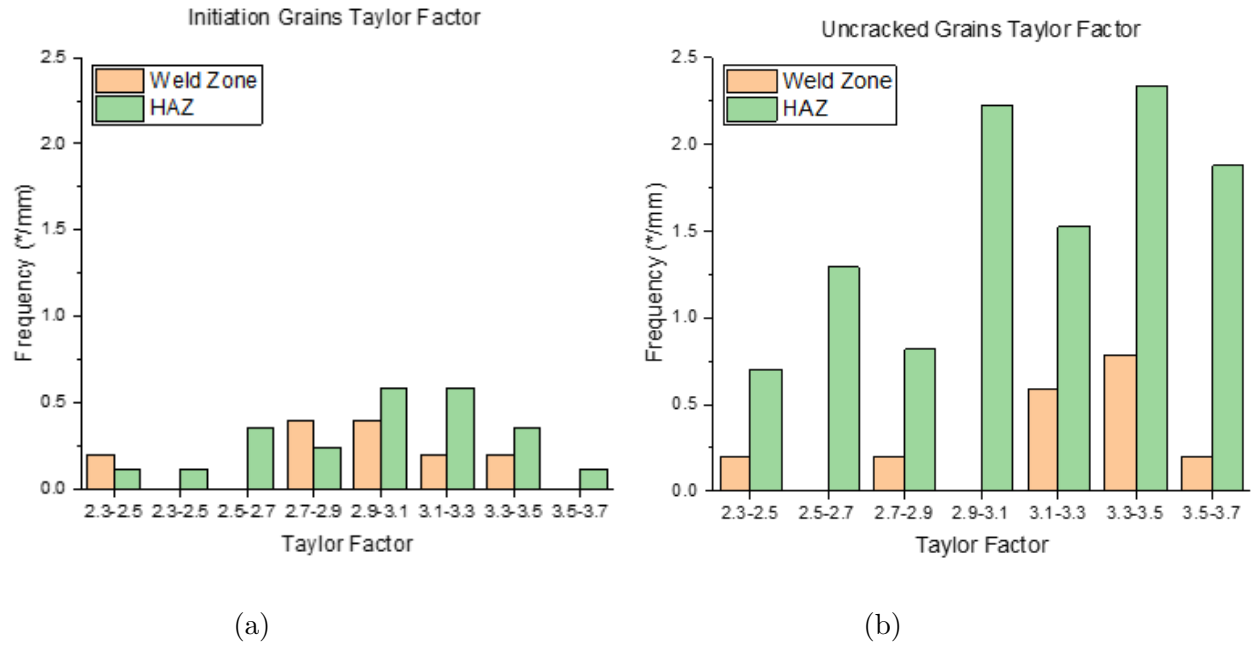 Initiation Grains Taylor Factor
2.5
2.0
1.5
1.0
0.5
0.0
Frequency (*/mm)
Weld Zone
HAZ
2.3-2.5 2.3-2.5 2.5-2.7 2.7-2.9 2.9-3.1 3.1-3.3 3.3-3.5 3.5-3.7
Taylor Factor
(a)
Uncracked Grains Taylor Factor
2.5
2.0
1.5
1.0
0.5
0.0
Frequency (*/mm)
Weld Zone
HAZ
2.3-2.5 2.5-2.7 2.7-2.9 2.9-3.1 3.1-3.3 3.3-3.5 3.5-3.7
Taylor Factor
(b)